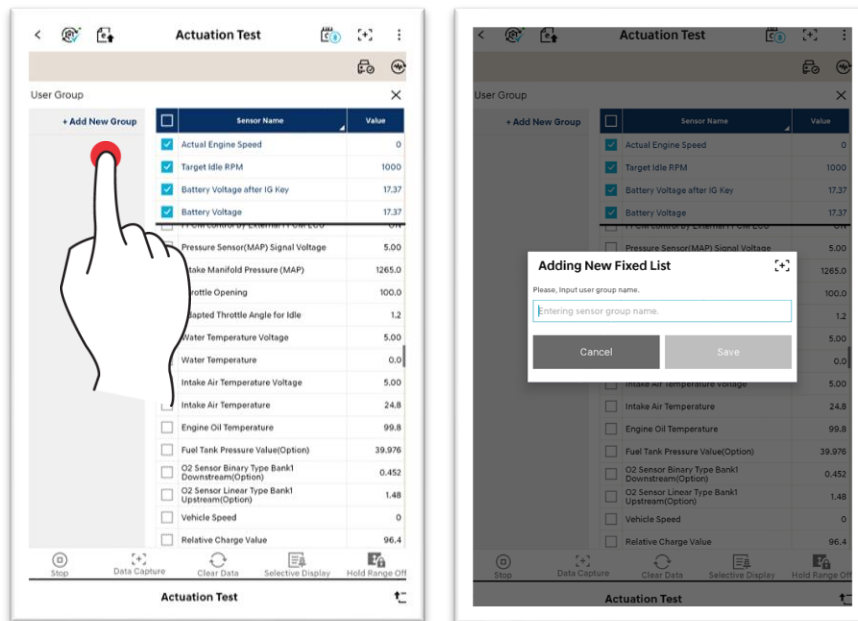 Actuation Test
User Group
+ Add New Group
Sensor Name
Value
Actual Engine Speed
0
Target Idle RPM
1000
Battery Voltage after IG Key
17.37
Battery Voltage
17.37
Pressure Sensor(MAP) Signal Voltage
5.00
Intake Manifold Pressure (MAP)
1265.0
Throttle Opening
100.0
Adapted Throttle Angle for Idle
1.2
Water Temperature Voltage
5.00
Water Temperature
0.0
Intake Air Temperature Voltage
5.00
Intake Air Temperature
24.8
Engine Oil Temperature
99.8
Fuel Tank Pressure Value(Option)
39.976
O2 Sensor Binary Type Bank1
Downstream(Option)
0.452
O2 Sensor Linear Type Bank1
Upstream(Option)
1.48
Vehicle Speed
0
Relative Charge Value
96.4
Stop
Data Capture
Clear Data
Selective Display
Hold Range Off
Actuation Test
Actuation Test
User Group
+ Add New Group
Sensor Name
Value
Actual Engine Speed
0
Target Idle RPM
1000
Battery Voltage after IG Key
17.37
Battery Voltage
17.37
Pressure Sensor(MAP) Signal Voltage
5.00
1265.0
100.0
1.2
5.00
0.0
Adding New Fixed List
Please, Input user group name.
Entering sensor group name.
Cancel
Save
Intake Air Temperature Voltage
5.00
Intake Air Temperature
24.8
Engine Oil Temperature
99.8
Fuel Tank Pressure Value(Option)
39.976
O2 Sensor Binary Type Bank1
Downstream(Option)
0.452
O2 Sensor Linear Type Bank1
Upstream(Option)
1.48
Vehicle Speed
0
Relative Charge Value
96.4
Stop
Data Capture
Clear Data
Selective Display
Hold Range Off
Actuation Test